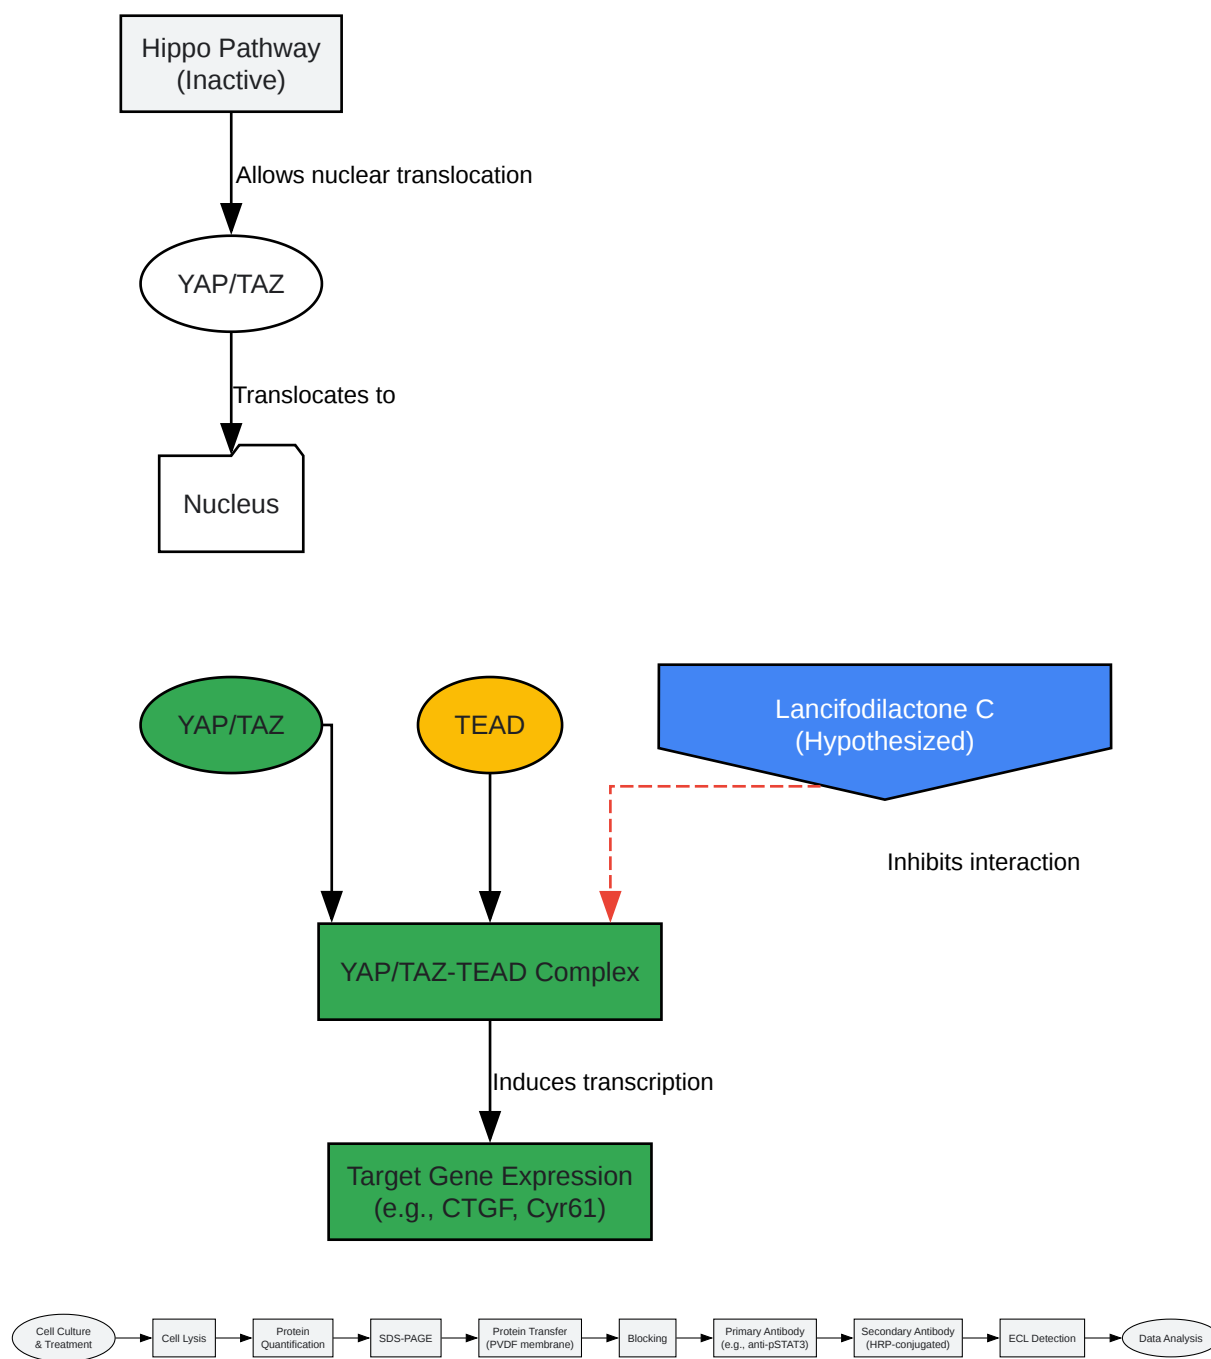 Hippo Pathway
(Inactive)
Allows nuclear translocation
YAP/TAZ
Translocates to
Nucleus
YAP/TAZ
TEAD
Lancifodilactone C
(Hypothesized)
Inhibits interaction
YAP/TAZ-TEAD Complex
Induces transcription
Target Gene Expression
(e.g., CTGF, Cyr61)
Cell Culture
& Treatment
Cell Lysis
Protein
Quantification
SDS-PAGE
Protein Transfer
(PVDF membrane)
Blocking
Primary Antibody
(e.g., anti-pSTAT3)
Secondary Antibody
(HRP-conjugated)
ECL Detection
Data Analysis